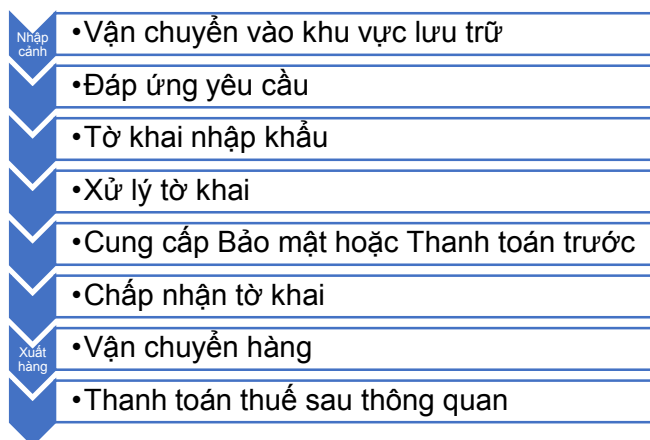 Nhập
cảnh
•Vận chuyển vào khu vực lưu trữ
•Đáp ứng yêu cầu
•Tờ khai nhập khẩu
•Xử lý tờ khai
•Cung cấp Bảo mật hoặc Thanh toán trước
•Chấp nhận tờ khai
Xuất
hàng
•Vận chuyển hàng
•Thanh toán thuế sau thông quan